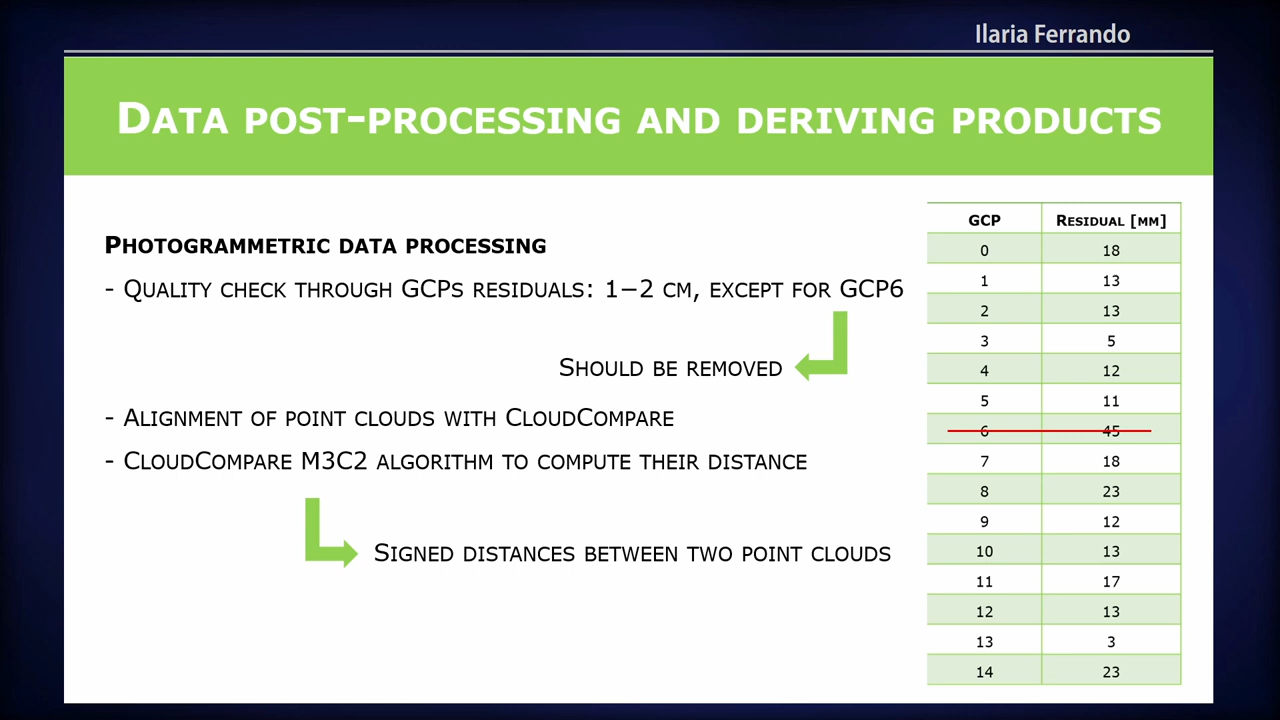 Ilaria Ferrando
Data post-processing and deriving products
Photogrammetric data processing
- Quality check through GCPs residuals: 1−2 cm, except for GCP6
Should be removed
- Alignment of point clouds with CloudCompare
- CloudCompare M3C2 algorithm to compute their distance
Signed distances between two point clouds
GCP Residual [mm]
0 18
1 13
2 13
3 5
4 12
5 11
6 45
7 18
8 23
9 12
10 13
11 17
12 13
13 3
14 23